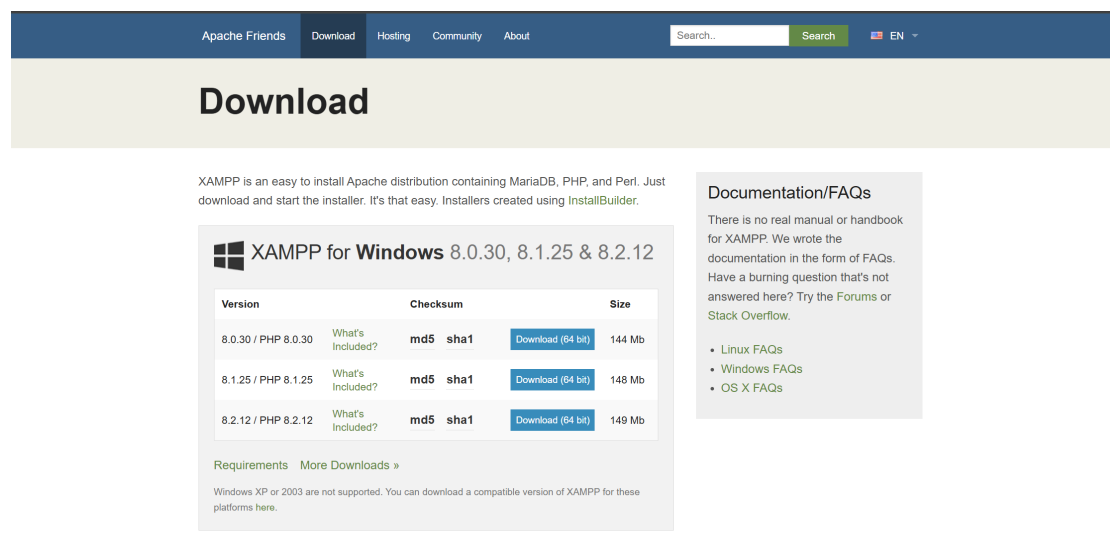 Apache Friends Download Hosting Community About Search.. Search EN
Download
XAMPP is an easy to install Apache distribution containing MariaDB, PHP, and Perl. Just
download and start the installer. It's that easy. Installers created using InstallBuilder.
XAMPP for Windows 8.0.30, 8.1.25 & 8.2.12
Version Checksum Size
8.0.30 / PHP 8.0.30 What's Included? md5 sha1 Download (64 bit) 144 Mb
8.1.25 / PHP 8.1.25 What's Included? md5 sha1 Download (64 bit) 148 Mb
8.2.12 / PHP 8.2.12 What's Included? md5 sha1 Download (64 bit) 149 Mb
Requirements More Downloads »
Windows XP or 2003 are not supported. You can download a compatible version of XAMPP for these
platforms here.
Documentation/FAQs
There is no real manual or handbook
for XAMPP. We wrote the
documentation in the form of FAQs.
Have a burning question that's not
answered here? Try the Forums or
Stack Overflow.
• Linux FAQs
• Windows FAQs
• OS X FAQs